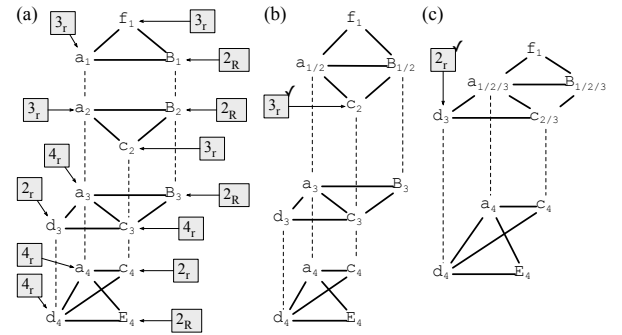 (a)
3r f1 3r
a1 B1 2R
3r a2 B2 2R
c2 3r
4r
2r a3 B3 2R
d3 c3 4r
4r a4 c4 2r
4r
d4 E4 2R
(b)
f1
a1/2 B1/2
3r✓ c2
a3 B3
d3 c3
a4 c4
d4 E4
(c)
f1
2r✓ a1/2/3 B1/2/3
d3 c2/3
a4 c4
d4 E4